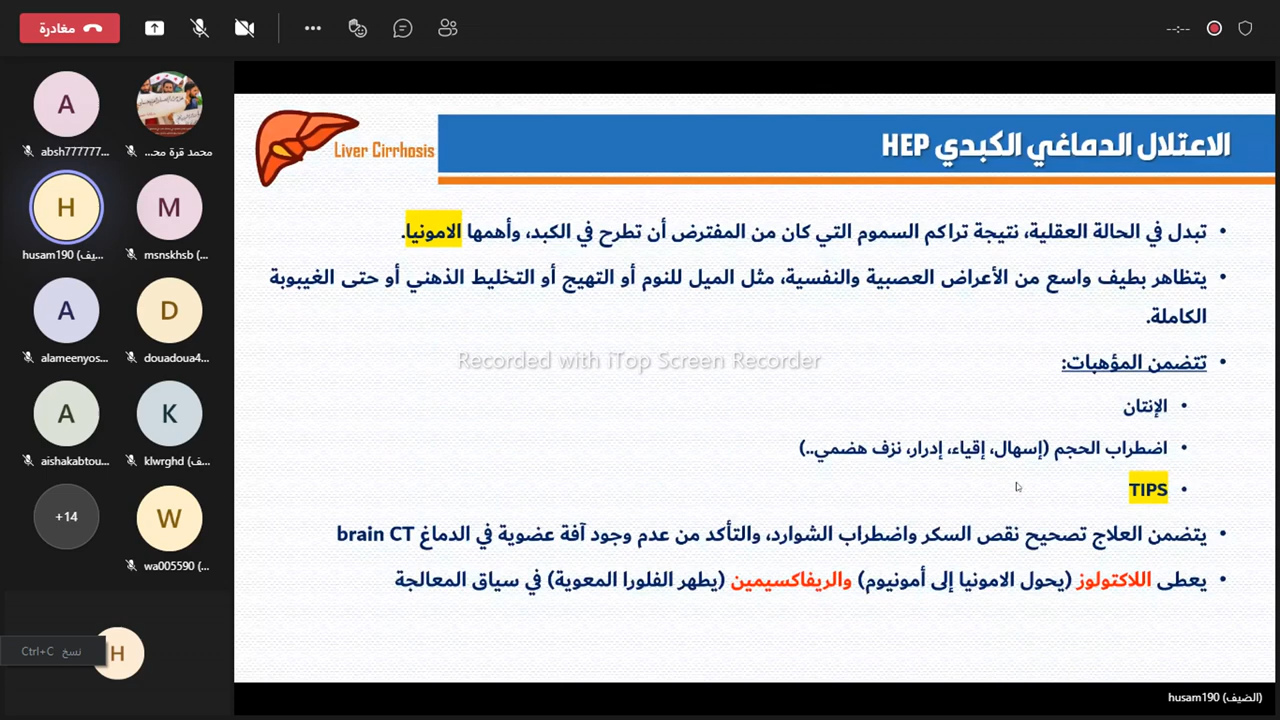 مغادرة
--:--
A
absh777777...
محمد قرة مح...
H
husam190 (ـيف)
M
msnskhsb (...
A
alameenyos...
D
douadoua4...
A
aishakabtou...
K
klwrghd (ـف)
+14
W
wa005590 (...
نسخ Ctrl+C
H
Liver Cirrhosis
الاعتلال الدماغي الكبدي HEP
• تبدل في الحالة العقلية، نتيجة تراكم السموم التي كان من المفترض أن تطرح في الكبد، وأهمها الامونيا.
• يتظاهر بطيف واسع من الأعراض العصبية والنفسية، مثل الميل للنوم أو التهيج أو التخليط الذهني أو حتى الغيبوبة
الكاملة.
Recorded with iTop Screen Recorder
• تتضمن المؤهبات:
• الإنتان
• اضطراب الحجم (إسهال، إقياء، إدرار، نزف هضمي..)
• TIPS
• يتضمن العلاج تصحيح نقص السكر واضطراب الشوارد، والتأكد من عدم وجود آفة عضوية في الدماغ brain CT
• يعطى اللاكتولوز (يحول الامونيا إلى أمونيوم) والريفاكسيمين (يطهر الفلورا المعوية) في سياق المعالجة
husam190 (الضيف)